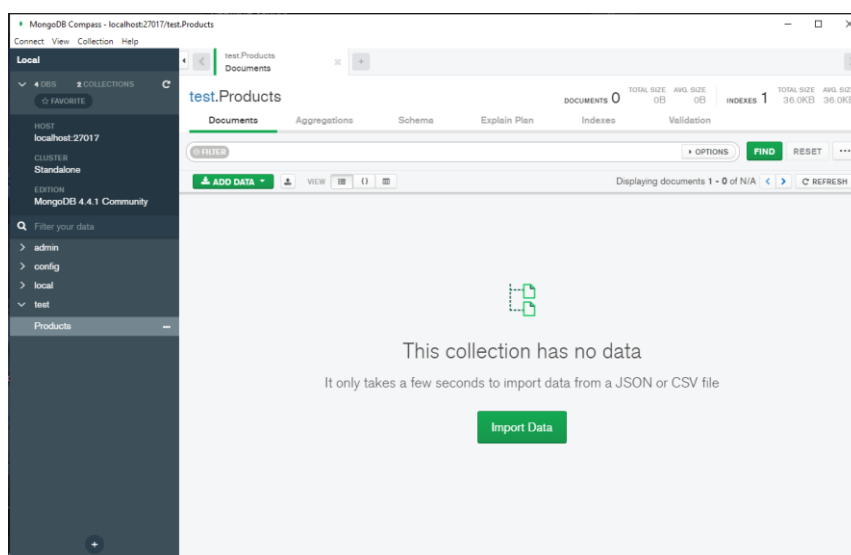 MongoDB Compass - localhost:27017/test.Products
Connect View Collection Help
Local
4 DBS 2 COLLECTIONS
FAVORITE
HOST
localhost:27017
CLUSTER
Standalone
EDITION
MongoDB 4.4.1 Community
Filter your data
admin
config
local
test
Products
test.Products
Documents
test.Products
DOCUMENTS 0 TOTAL SIZE 0B AVG. SIZE 0B INDEXES 1 TOTAL SIZE 36.0KB AVG. SIZE 36.0KB
Documents Aggregations Schema Explain Plan Indexes Validation
FILTER OPTIONS FIND RESET
ADD DATA VIEW Displaying documents 1 - 0 of N/A REFRESH
This collection has no data
It only takes a few seconds to import data from a JSON or CSV file
Import Data